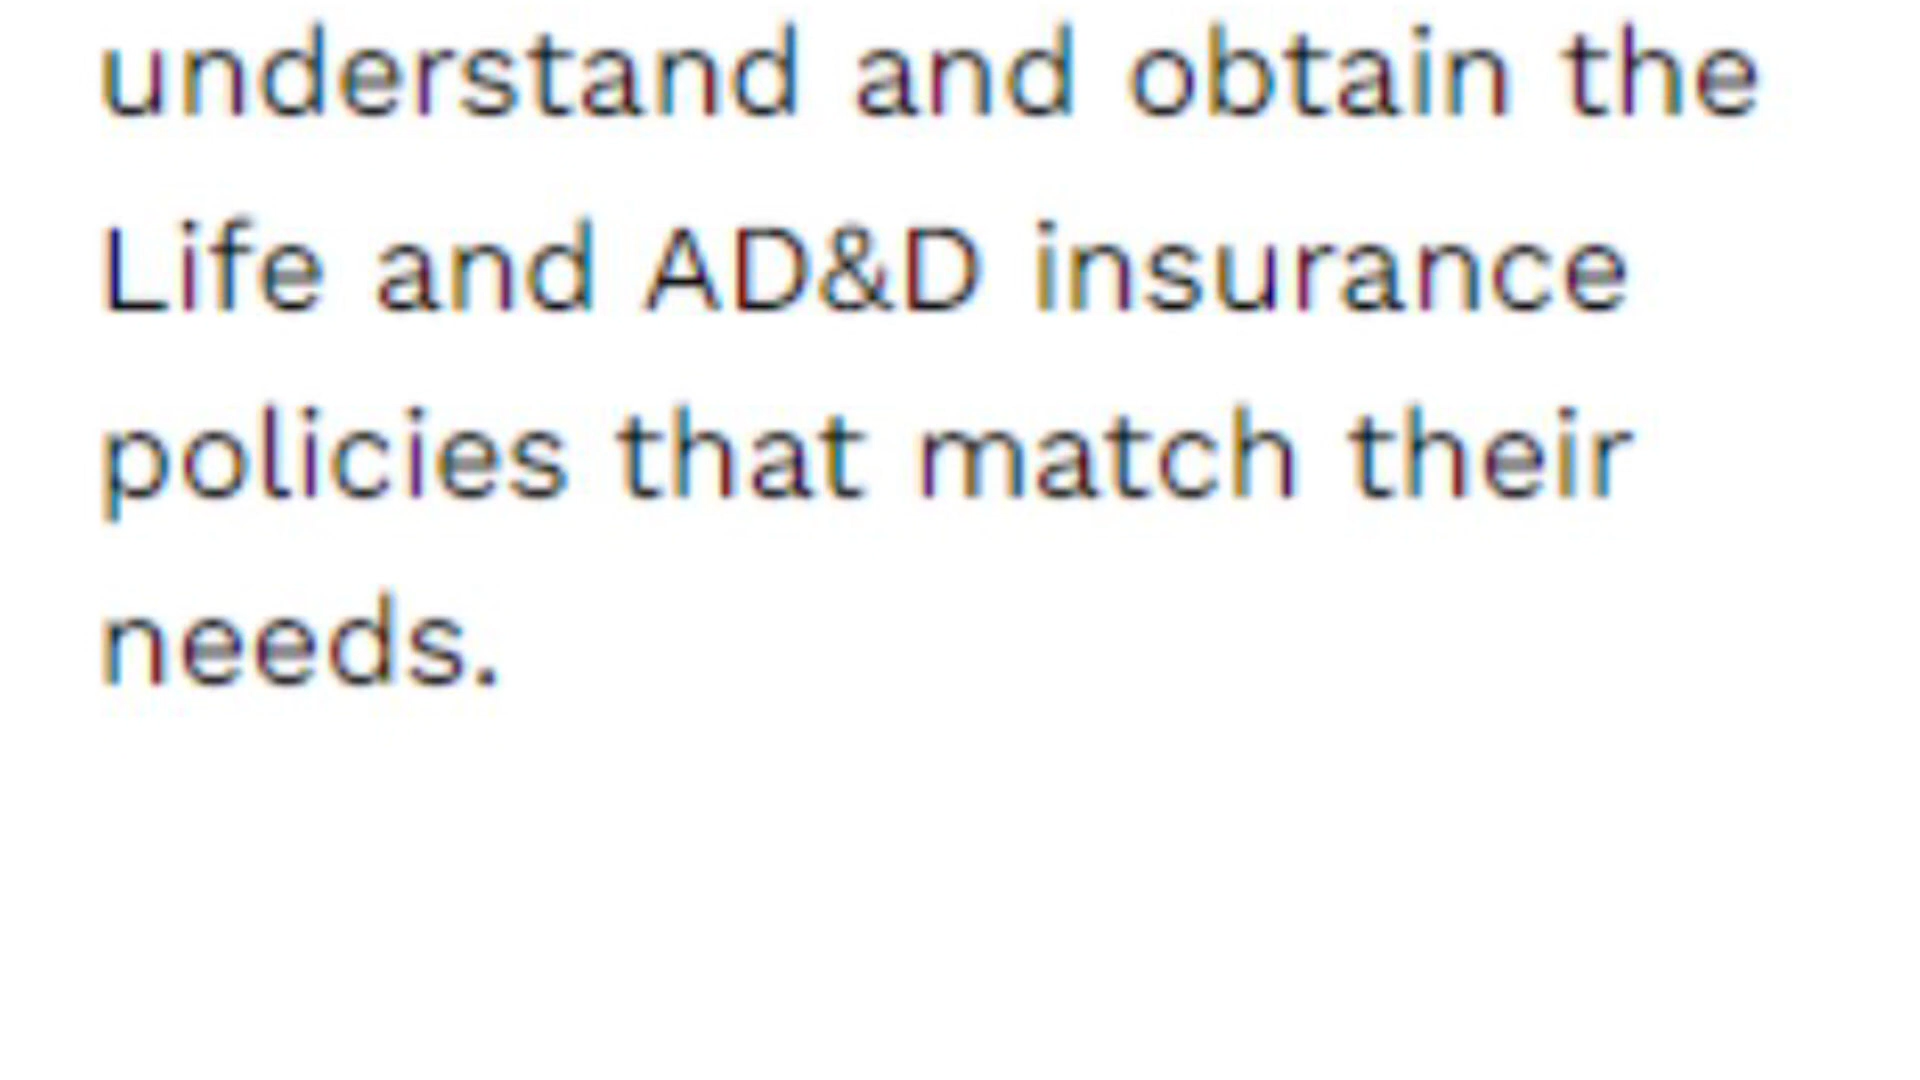 understand and obtain the
Life and AD&D insurance
policies that match their
needs.